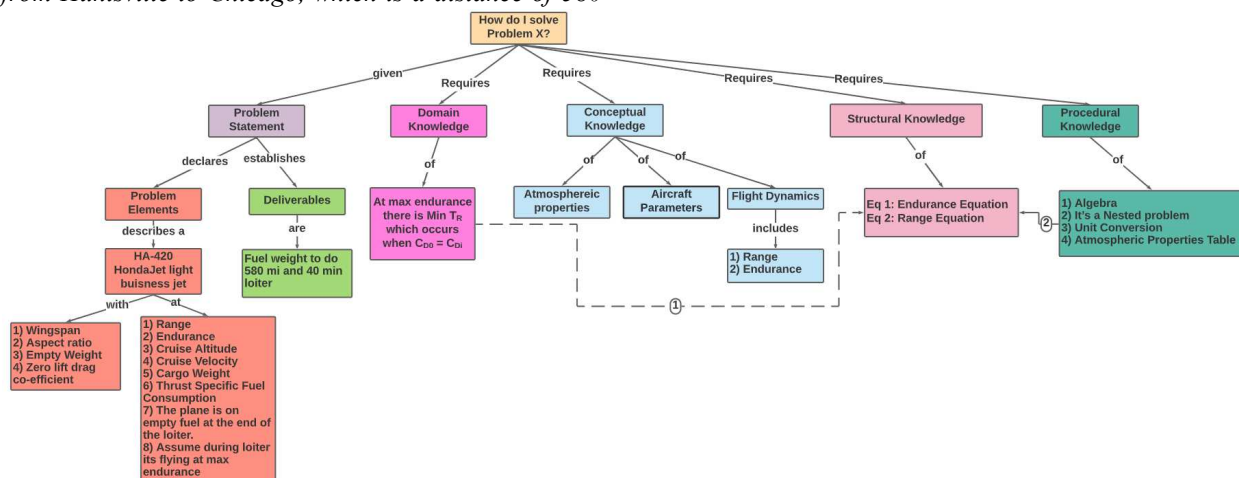 from Huntsville to Chicago, which is a distance of 580
How do I solve
Problem X?
given
Requires
Requires
Requires
Requires
Problem
Statement
Domain
Knowledge
Conceptual
Knowledge
Structural Knowledge
Procedural
Knowledge
declares
establishes
of
of
of
of
of
of
Problem
Elements
Deliverables
At max endurance
there is Min TR
which occurs
when CD0 = CDi
Atmosphereic
properties
Aircraft
Parameters
Flight Dynamics
Eq 1: Endurance Equation
Eq 2: Range Equation
1) Algebra
2) It's a Nested problem
3) Unit Conversion
4) Atmospheric Properties Table
2
describes a
are
includes
HA-420
HondaJet light
buisness jet
Fuel weight to do
580 mi and 40 min
loiter
1) Range
2) Endurance
1
with
at
1) Wingspan
2) Aspect ratio
3) Empty Weight
4) Zero lift drag
co-efficient
1) Range
2) Endurance
3) Cruise Altitude
4) Cruise Velocity
5) Cargo Weight
6) Thrust Specific Fuel
Consumption
7) The plane is on
empty fuel at the end of
the loiter.
8) Assume during loiter
its flying at max
endurance